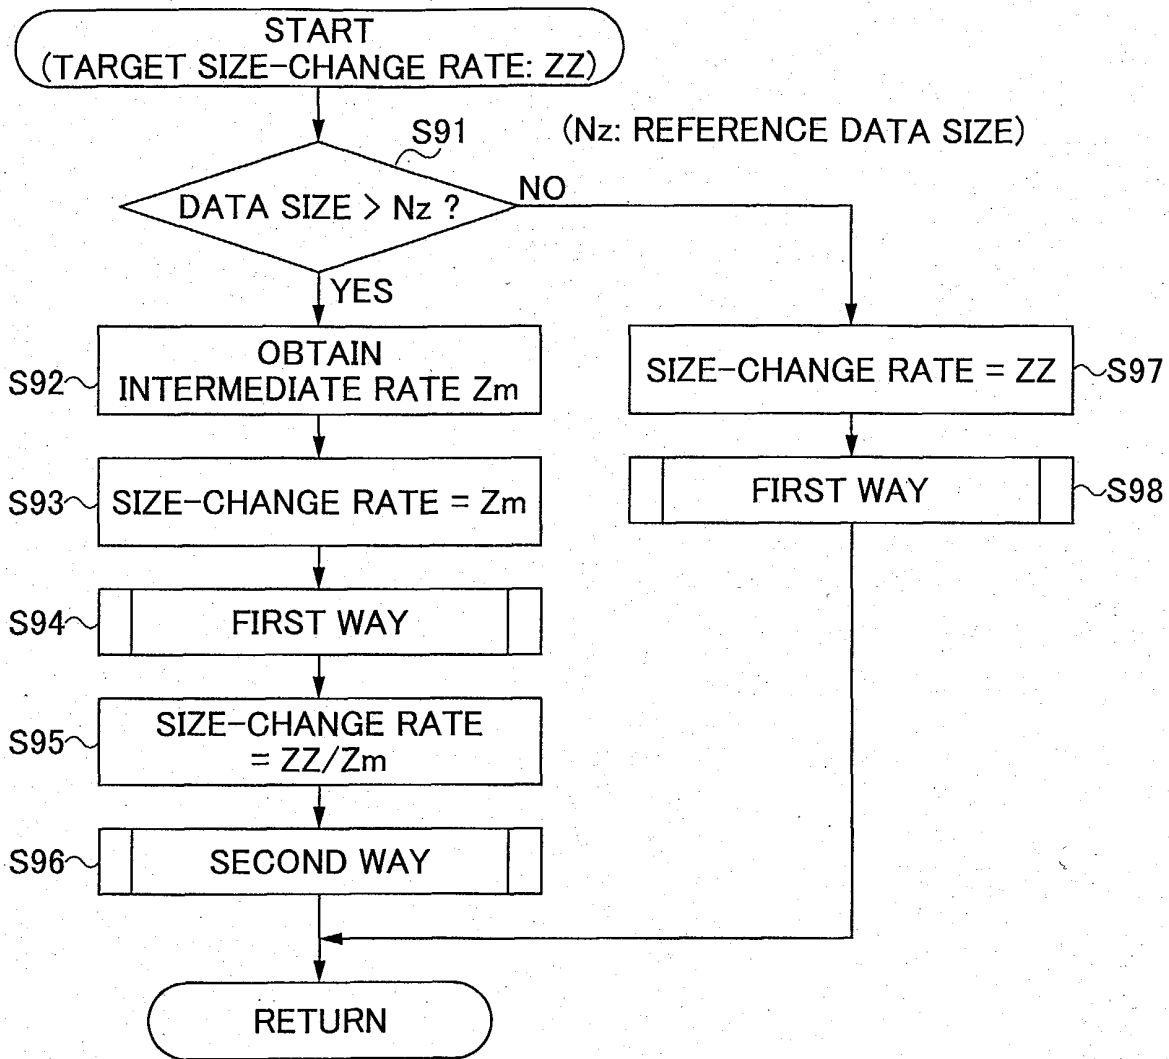 START
(TARGET SIZE-CHANGE RATE: ZZ)
S91
(Nz: REFERENCE DATA SIZE)
DATA SIZE > Nz ?
NO
YES
S92
OBTAIN
INTERMEDIATE RATE Zm
SIZE-CHANGE RATE = ZZ
S97
S93
SIZE-CHANGE RATE = Zm
FIRST WAY
S98
S94
FIRST WAY
S95
SIZE-CHANGE RATE
= ZZ/Zm
S96
SECOND WAY
RETURN